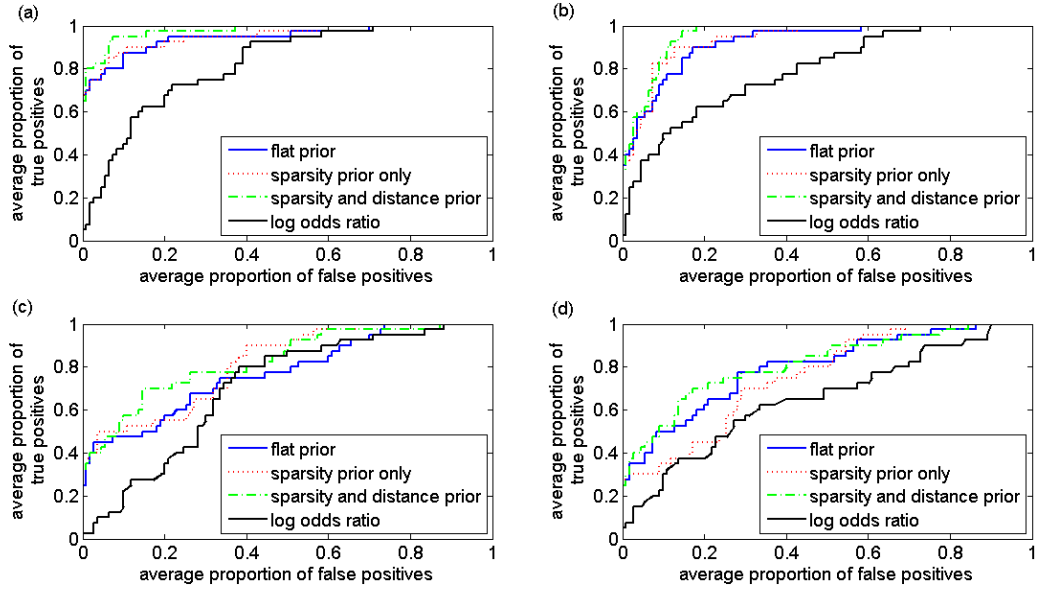 (a)
1
0.8
0.6
0.4
0.2
0
average proportion of
true positives
flat prior
sparsity prior only
sparsity and distance prior
log odds ratio
0 0.2 0.4 0.6 0.8 1
average proportion of false positives
(b)
1
0.8
0.6
0.4
0.2
0
average proportion of
true positives
flat prior
sparsity prior only
sparsity and distance prior
log odds ratio
0 0.2 0.4 0.6 0.8 1
average proportion of false positives
(c)
1
0.8
0.6
0.4
0.2
0
average proportion of
true positives
flat prior
sparsity prior only
sparsity and distance prior
log odds ratio
0 0.2 0.4 0.6 0.8 1
average proportion of false positives
(d)
1
0.8
0.6
0.4
0.2
0
average proportion of
true positives
flat prior
sparsity prior only
sparsity and distance prior
log odds ratio
0 0.2 0.4 0.6 0.8 1
average proportion of false positives